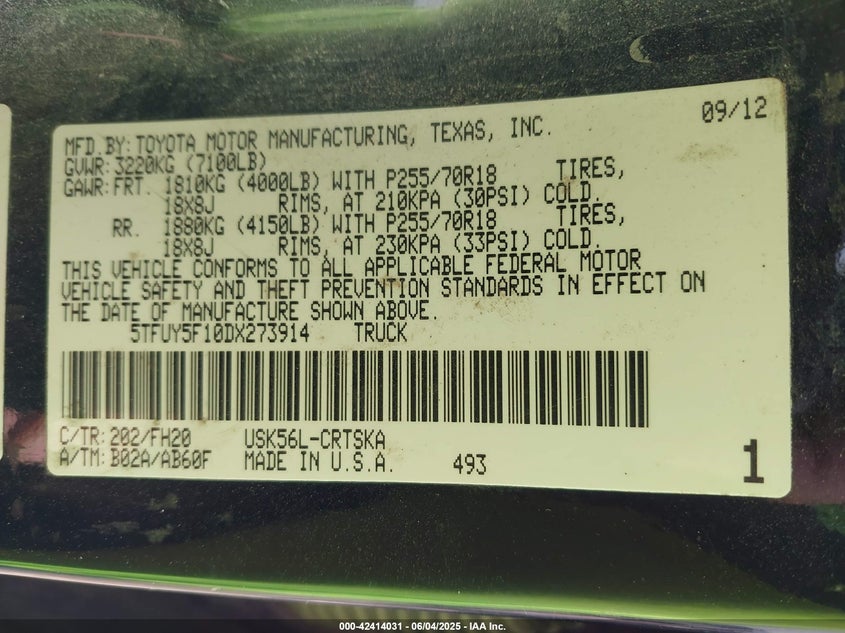 09/12
MFD.BY: TOYOTA MOTOR MANUFACTURING, TEXAS, INC.
GVWR: 3220KG (7100LB)
GAWR: FRT. 1810KG (4000LB) WITH P255/70R18 TIRES,
18X8J RIMS, AT 210KPA (30PSI) COLD.
RR. 1880KG (4150LB) WITH P255/70R18 TIRES,
18X8J RIMS, AT 230KPA (33PSI) COLD.
THIS VEHICLE CONFORMS TO ALL APPLICABLE FEDERAL MOTOR
VEHICLE SAFETY AND THEFT PREVENTION STANDARDS IN EFFECT ON
THE DATE OF MANUFACTURE SHOWN ABOVE.
5TFUY5F10DX273914 TRUCK
C/TR: 202/FH20 USK56L-CRTSKA
A/TM: B02A/AB60F MADE IN U.S.A. 493 1
000-42414031 - 06/04/2025 - IAA Inc.